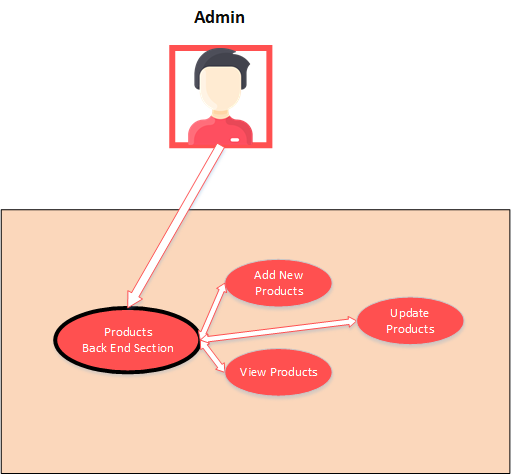 Admin
Add New
Products
Update
Products
Products
Back End Section
View Products